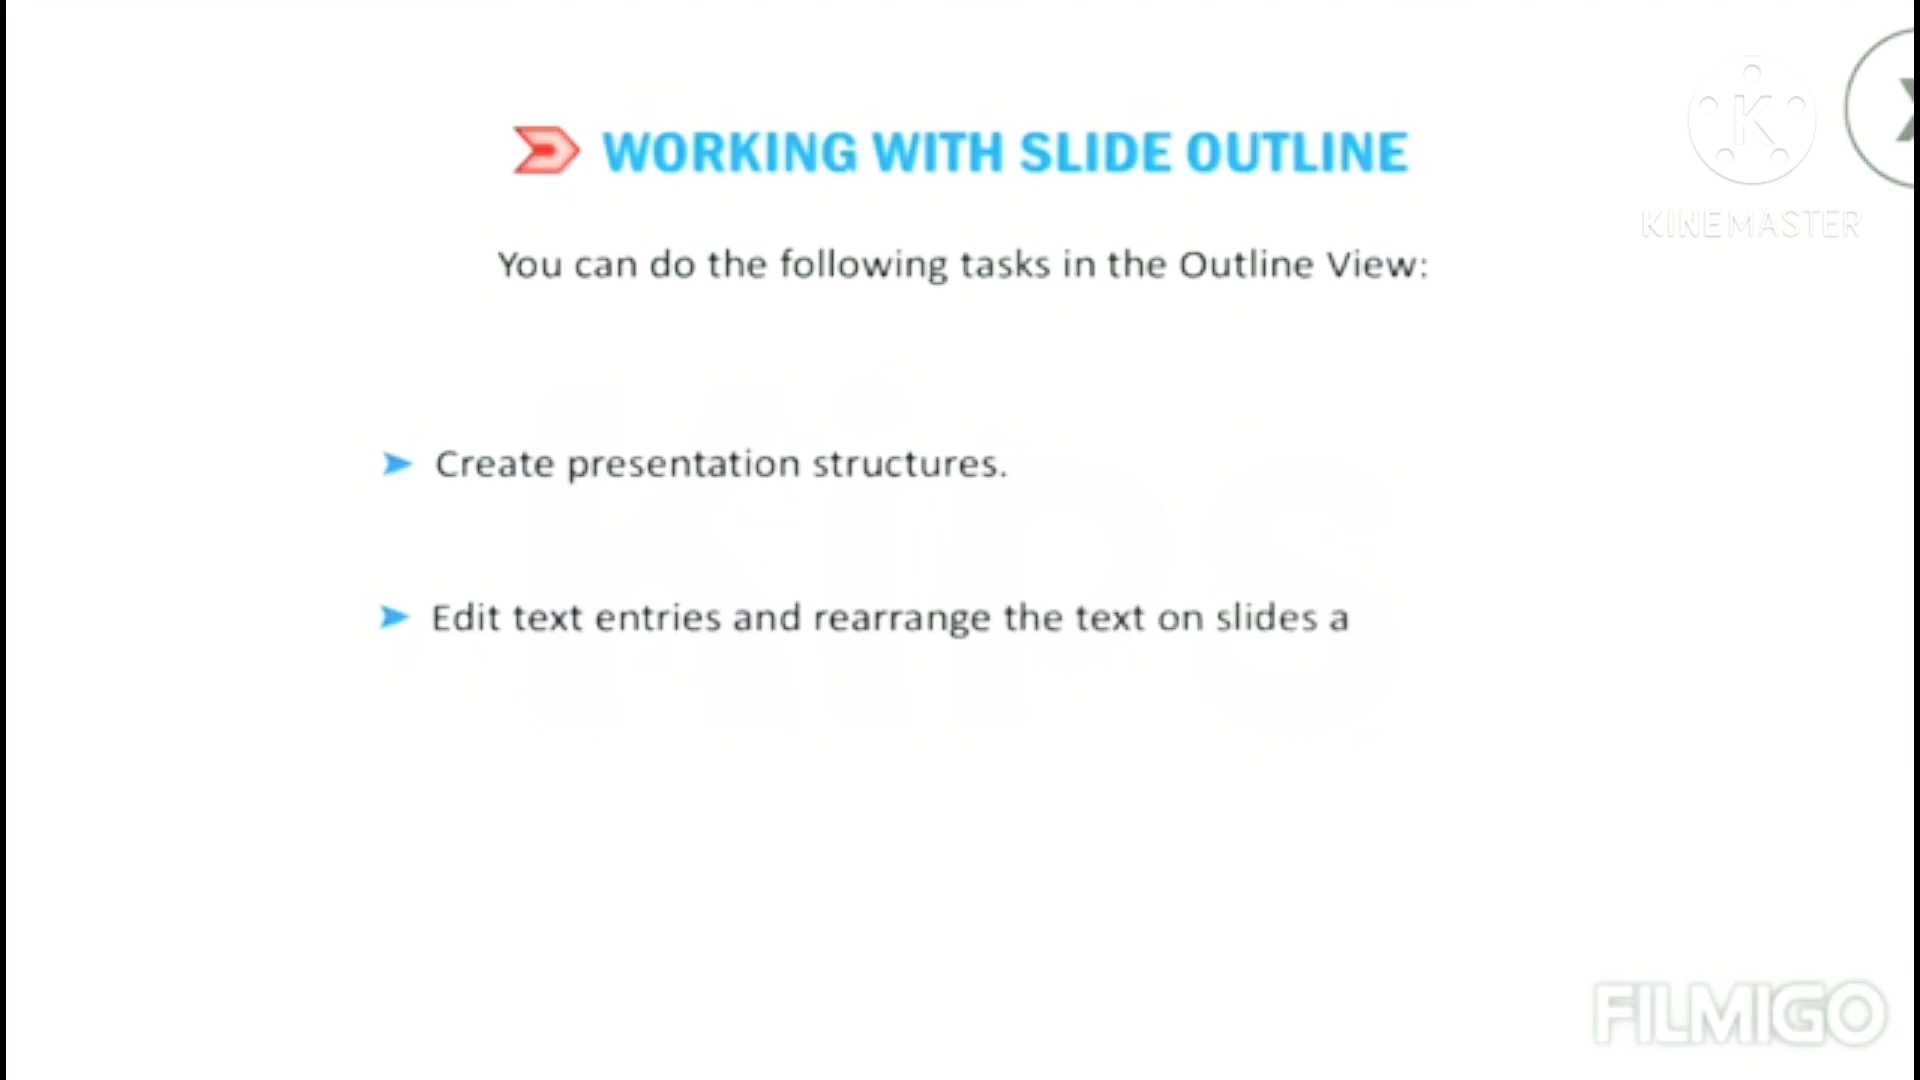 WORKING WITH SLIDE OUTLINE
K
KINEMASTER
You can do the following tasks in the Outline View:
Create presentation structures.
Edit text entries and rearrange the text on slides a
FILMIGO